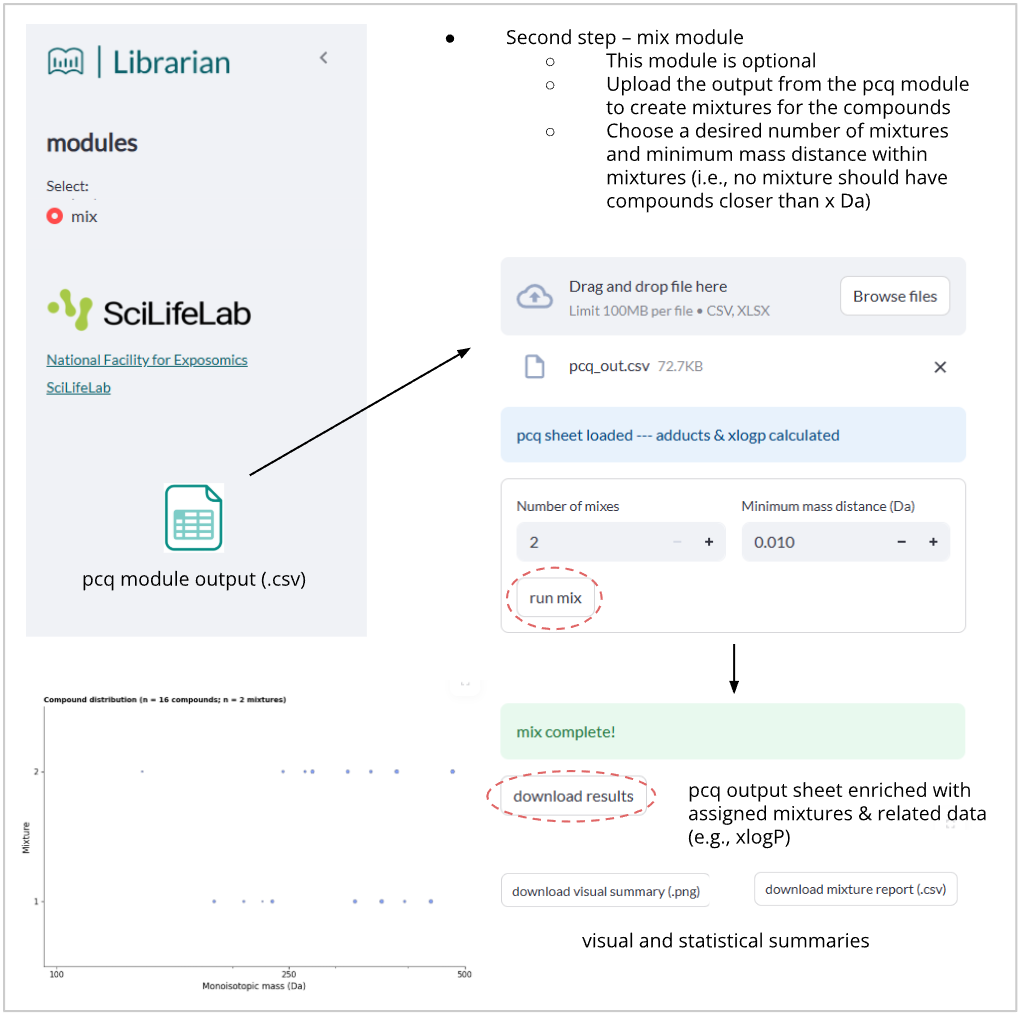 Librarian
modules
Select:
mix
SciLifeLab
National Facility for Exposomics
SciLifeLab
pcq module output (.csv)
● Second step – mix module
○ This module is optional
○ Upload the output from the pcq module
to create mixtures for the compounds
○ Choose a desired number of mixtures
and minimum mass distance within
mixtures (i.e., no mixture should have
compounds closer than x Da)
Drag and drop file here
Limit 100MB per file • CSV, XLSX
Browse files
pcq_out.csv 72.7KB
pcq sheet loaded --- adducts & xlogp calculated
Number of mixes
Minimum mass distance (Da)
2 − +
0.010 − +
run mix
mix complete!
download results
pcq output sheet enriched with
assigned mixtures & related data
(e.g., xlogP)
download visual summary (.png)
download mixture report (.csv)
visual and statistical summaries
Compound distribution (n = 16 compounds; n = 2 mixtures)
Mixture
2
1
100 250 500
Monoisotopic mass (Da)